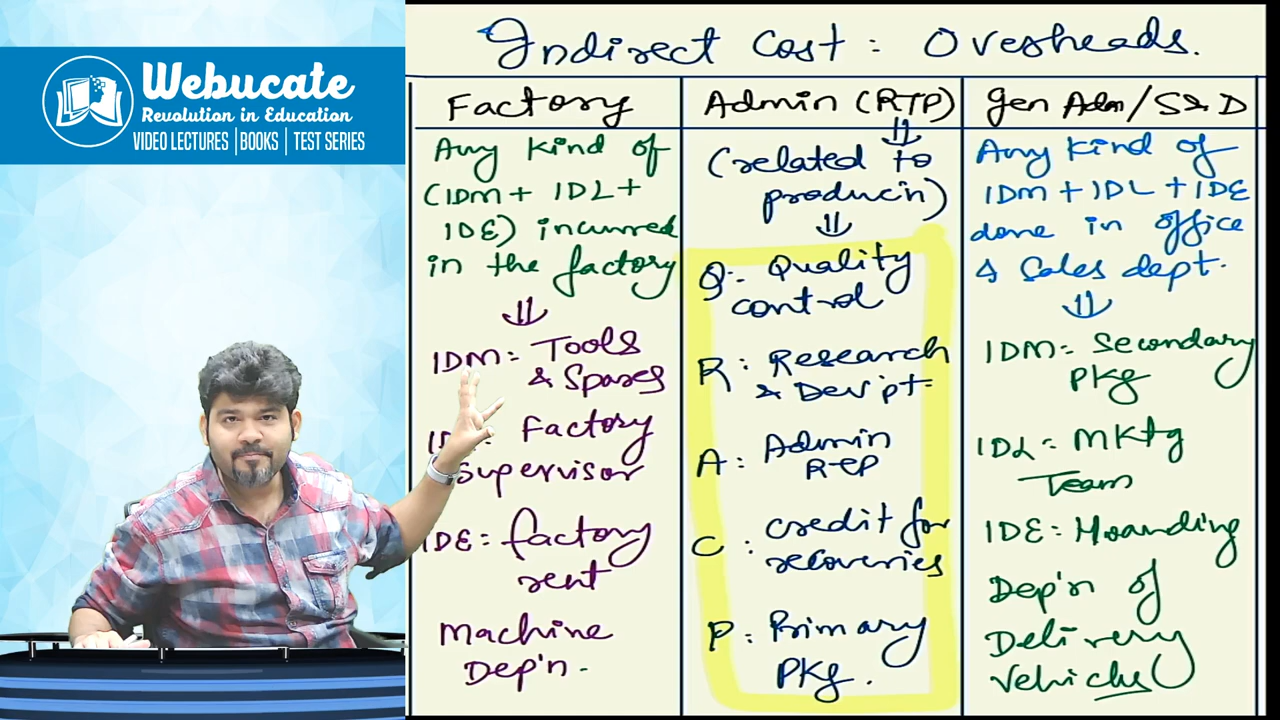 Webucate
Revolution in Education
VIDEO LECTURES | BOOKS | TEST SERIES
Indirect Cost : Overheads.
Factory
Any kind of
(IDM + IDL +
IDE) incurred
in the factory
IDM: Tools
& Spares
Factory
Supervisor
IDE: factory
rent
Machine
Dep'n.
Admin (RTP)
(related to
produc'n)
Q: Quality
control
R: Research
& Dev'pt
A: Admin
RTP
C: Credit for
recoveries
P: Primary
PKg.
Gen Adm/S & D
Any kind of
IDM + IDL + IDE
done in office
& Sales dept.
IDM: Secondary
PKg
IDL = MKtg
Team
IDE: Hoarding
Dep'n of
Delivery
Vehicles